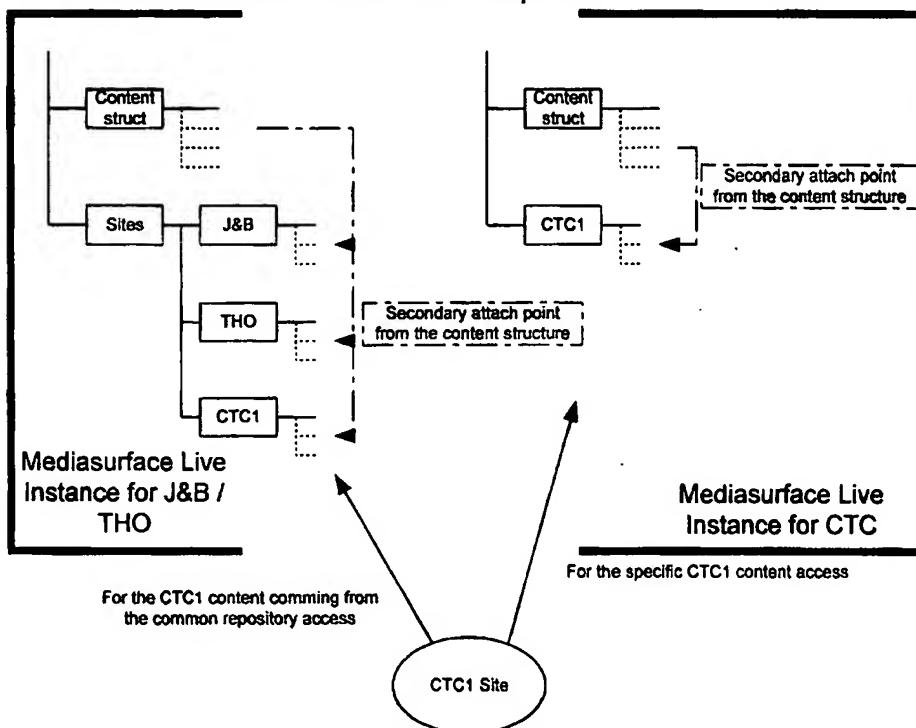 Content
struct
Sites
J&B
THO
CTC1
Secondary attach point
from the content structure
Mediasurface Live
Instance for J&B /
THO
Content
struct
CTC1
Secondary attach point
from the content structure
Mediasurface Live
Instance for CTC
For the CTC1 content comming from
the common repository access
For the specific CTC1 content access
CTC1 Site